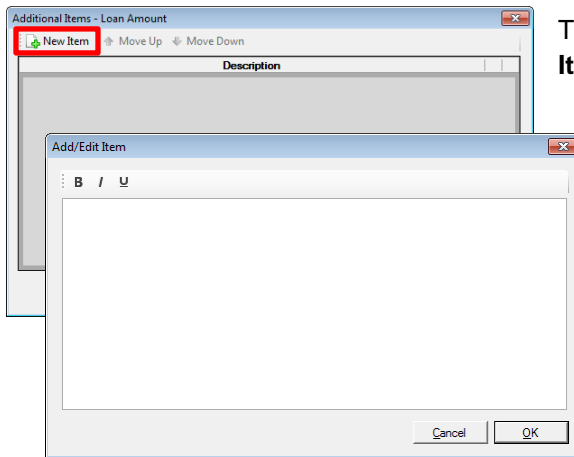 Additional Items - Loan Amount
New Item Move Up Move Down
Description
T
It
Add/Edit Item
B I U
Cancel OK